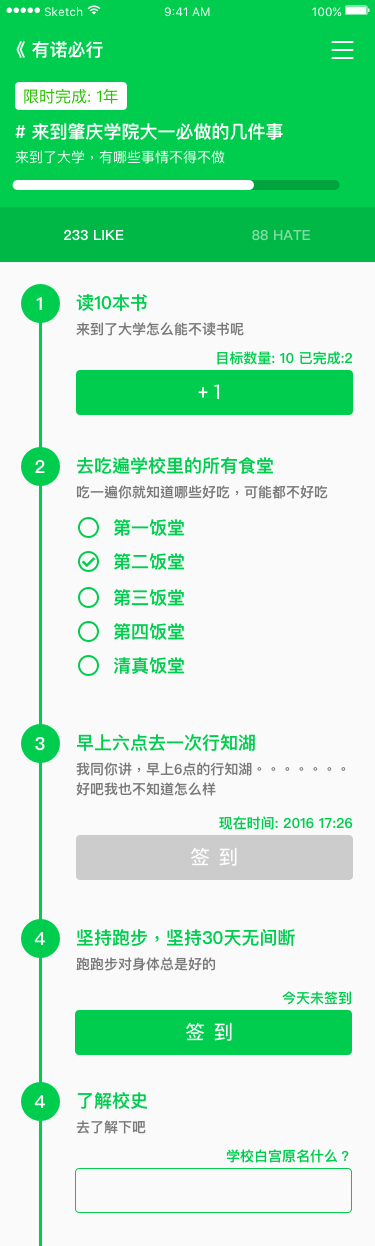 Sketch 9:41 AM 100%
《 有诺必行
限时完成: 1年
# 来到肇庆学院大一必做的几件事
来到了大学，有哪些事情不得不做
233 LIKE 88 HATE
1 读10本书
来到了大学怎么能不读书呢
目标数量: 10 已完成:2
+ 1
2 去吃遍学校里的所有食堂
吃一遍你就知道哪些好吃，可能都不好吃
第一饭堂
第二饭堂
第三饭堂
第四饭堂
清真饭堂
3 早上六点去一次行知湖
我同你讲，早上6点的行知湖。。。。。。。
好吧我也不知道怎么样
现在时间: 2016 17:26
签 到
4 坚持跑步，坚持30天无间断
跑跑步对身体总是好的
今天未签到
签 到
4 了解校史
去了解下吧
学校白宫原名什么？